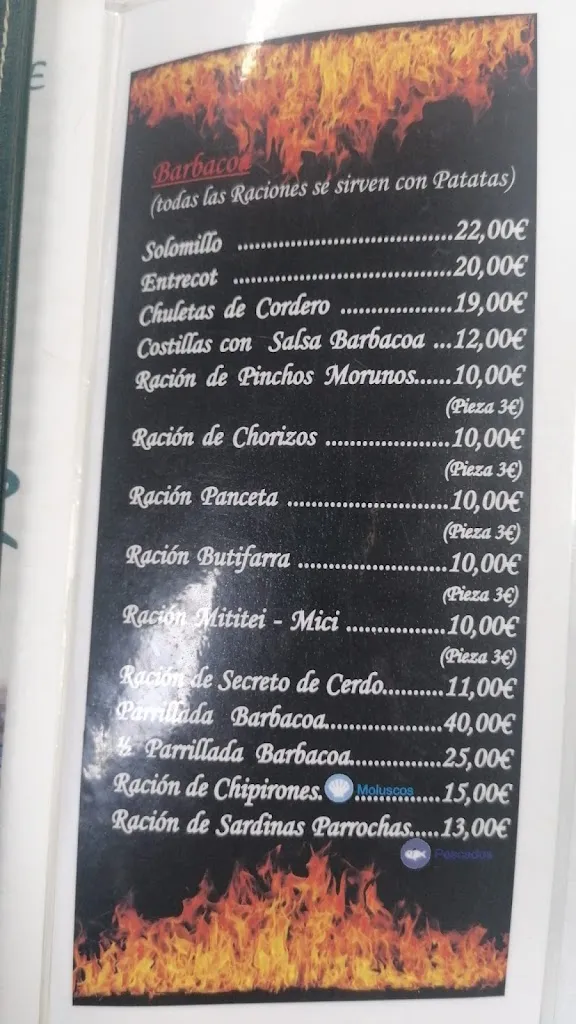 €
Barbacoa
(todas las Raciones se sirven con Patatas)
Solomillo ....................................22,00€
Entrecot .....................................20,00€
Chuletas de Cordero ...................19,00€
Costillas con Salsa Barbacoa ...12,00€
Ración de Pinchos Morunos......10,00€
(Pieza 3€)
Ración de Chorizos .....................10,00€
(Pieza 3€)
Ración Panceta ...........................10,00€
(Pieza 3€)
Ración Butifarra .........................10,00€
(Pieza 3€)
Ración Mititei - Mici .................10,00€
(Pieza 3€)
Ración de Secreto de Cerdo..........11,00€
Parrillada Barbacoa...................40,00€
½ Parrillada Barbacoa...............25,00€
Ración de Chipirones. Moluscos ..............15,00€
Ración de Sardinas Parrochas.....13,00€
Pescados